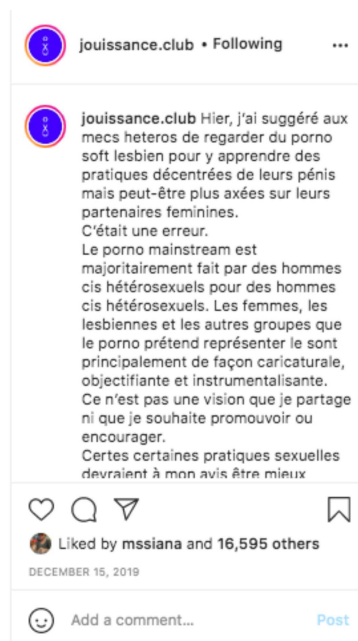 jouissance.club • Following
jouissance.club Hier, j'ai suggéré aux
mecs heteros de regarder du porno
soft lesbien pour y apprendre des
pratiques décentrées de leurs pénis
mais peut-être plus axées sur leurs
partenaires feminines.
C'était une erreur.
Le porno mainstream est
majoritairement fait par des hommes
cis hétérosexuels pour des hommes
cis hétérosexuels. Les femmes, les
lesbiennes et les autres groupes que
le porno prétend représenter le sont
principalement de façon caricaturale,
objectifiante et instrumentalisante.
Ce n'est pas une vision que je partage
ni que je souhaite promouvoir ou
encourager.
Certes certaines pratiques sexuelles
devraient à mon avis être mieux
Liked by mssiana and 16,595 others
DECEMBER 15, 2019
Add a comment...
Post